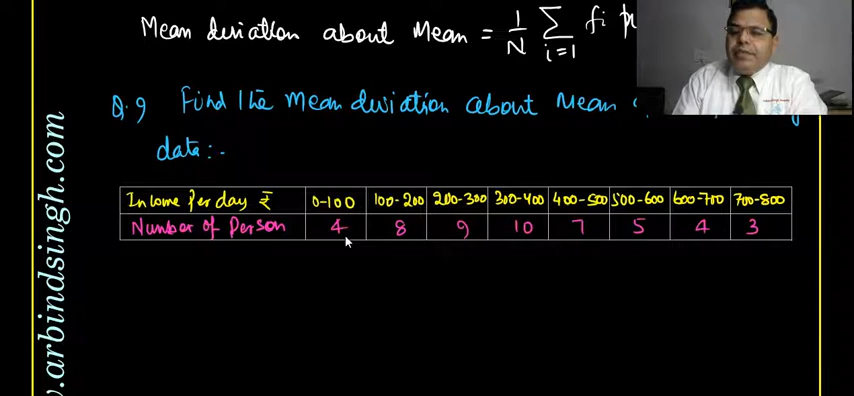 Mean deviation about Mean = 1/N ∑ i=1 fi
Q.9 Find the Mean deviation about Mean
data:-
Income Per day ₹ 0-100 100-200 200-300 300-400 400-500 500-600 600-700 700-800
Number of Person 4 8 9 10 7 5 4 3
w.arbindsingh.com